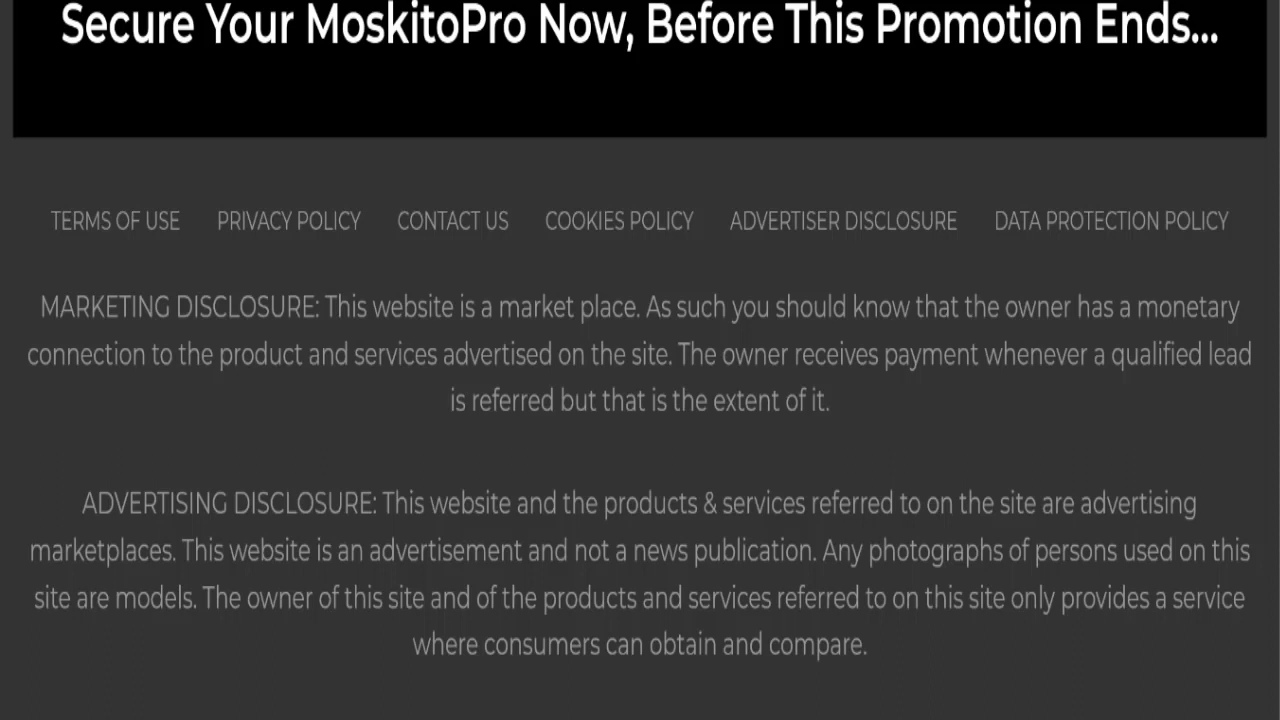 Secure Your MoskitoPro Now, Before This Promotion Ends...
TERMS OF USE PRIVACY POLICY CONTACT US COOKIES POLICY ADVERTISER DISCLOSURE DATA PROTECTION POLICY
MARKETING DISCLOSURE: This website is a market place. As such you should know that the owner has a monetary
connection to the product and services advertised on the site. The owner receives payment whenever a qualified lead
is referred but that is the extent of it.
ADVERTISING DISCLOSURE: This website and the products & services referred to on the site are advertising
marketplaces. This website is an advertisement and not a news publication. Any photographs of persons used on this
site are models. The owner of this site and of the products and services referred to on this site only provides a service
where consumers can obtain and compare.